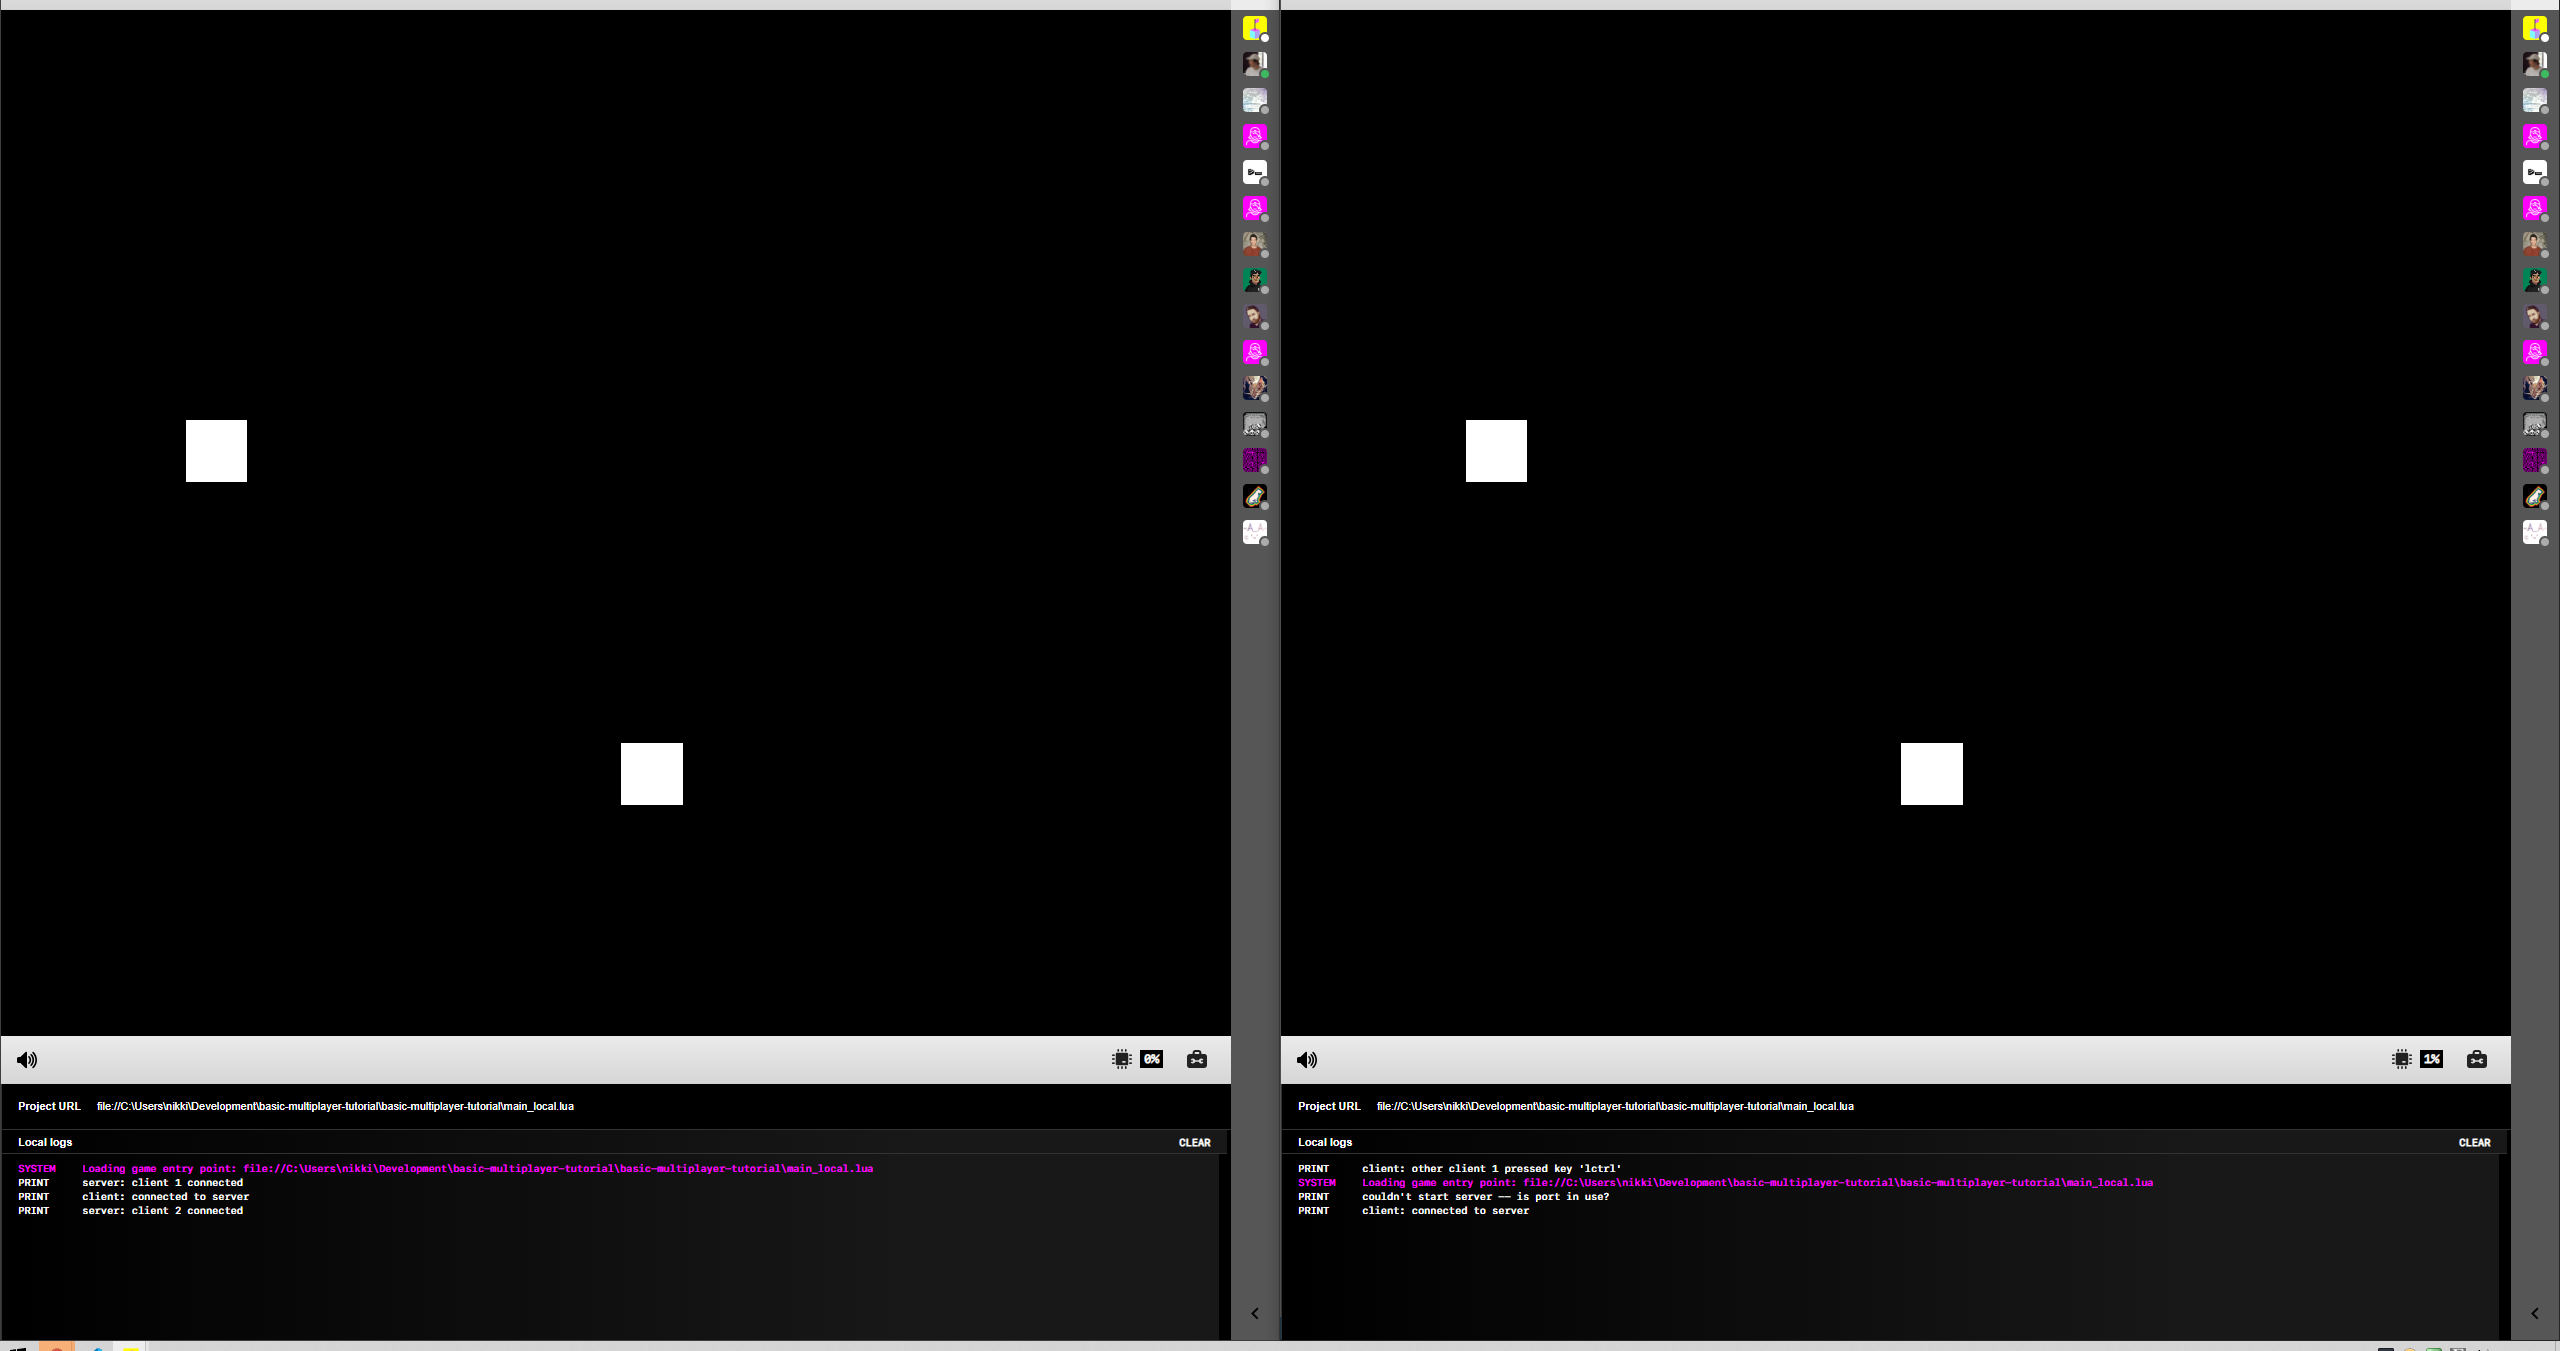 0%
Project URL file://C:\Users\nikki\Development\basic-multiplayer-tutorial\basic-multiplayer-tutorial\main_local.lua
Local logs CLEAR
SYSTEM Loading game entry point: file://C:\Users\nikki\Development\basic-multiplayer-tutorial\basic-multiplayer-tutorial\main_local.lua
PRINT server: client 1 connected
PRINT client: connected to server
PRINT server: client 2 connected
1%
Project URL file://C:\Users\nikki\Development\basic-multiplayer-tutorial\basic-multiplayer-tutorial\main_local.lua
Local logs CLEAR
PRINT client: other client 1 pressed key 'lctrl'
SYSTEM Loading game entry point: file://C:\Users\nikki\Development\basic-multiplayer-tutorial\basic-multiplayer-tutorial\main_local.lua
PRINT couldn't start server -- is port in use?
PRINT client: connected to server